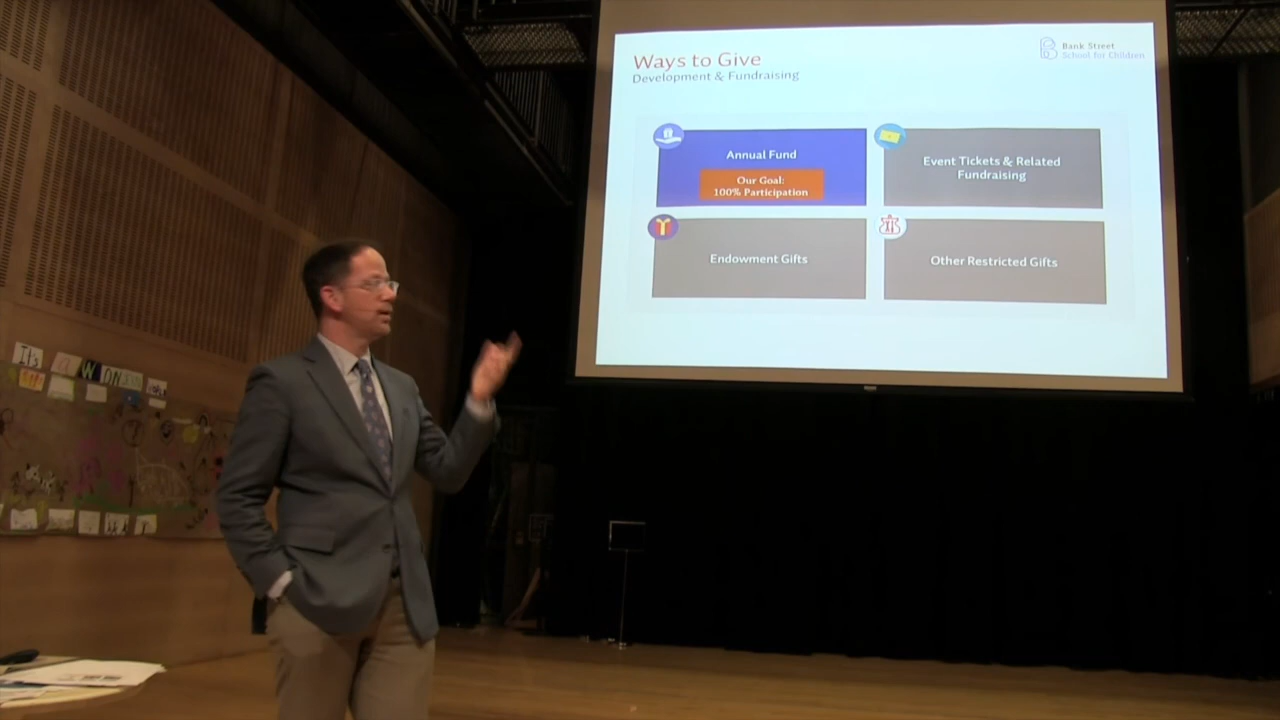 Ways to Give
Development & Fundraising
Bank Street
School for Children
Annual Fund
Our Goal:
100% Participation
Event Tickets & Related
Fundraising
Endowment Gifts
Other Restricted Gifts
It's